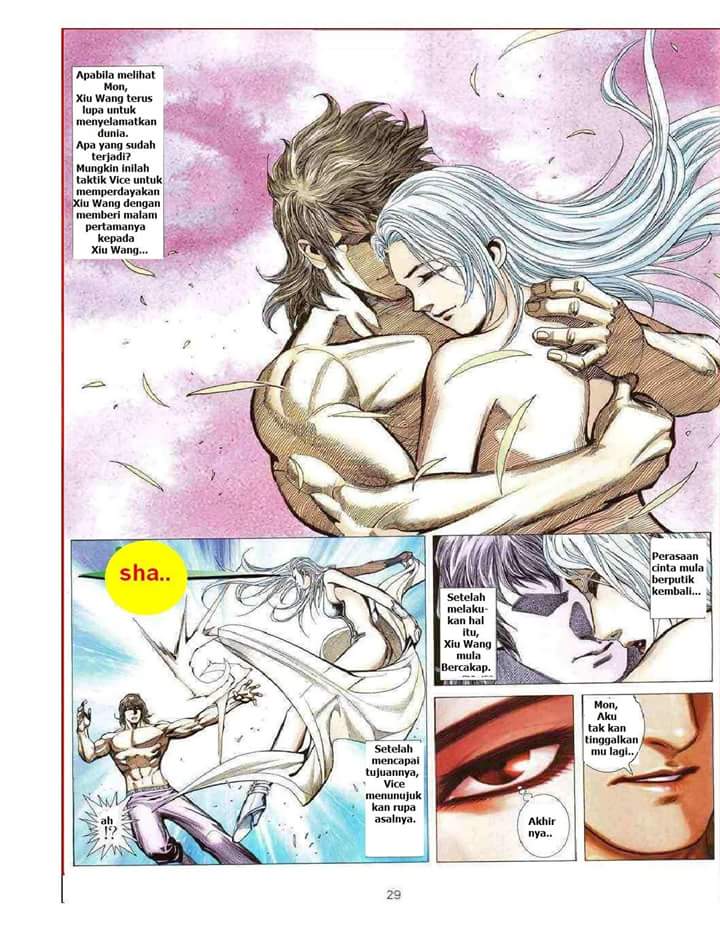 Apabila melihat
Mon,
Xiu Wang terus
lupa untuk
menyelamatkan
dunia.
Apa yang sudah
terjadi?
Mungkin inilah
taktik Vice untuk
memperdayakan
Xiu Wang dengan
memberi malam
pertamanya
kepada
Xiu Wang...
Perasaan
cinta mula
berputik
kembali...
Setelah
melaku-
kan hal
itu,
Xiu Wang
mula
Bercakap.
Mon,
Aku
tak kan
tinggalkan
mu lagi..
Akhir
nya..
sha..
Setelah
mencapai
tujuannya,
Vice
menunujuk
kan rupa
asalnya.
ah
!?
29